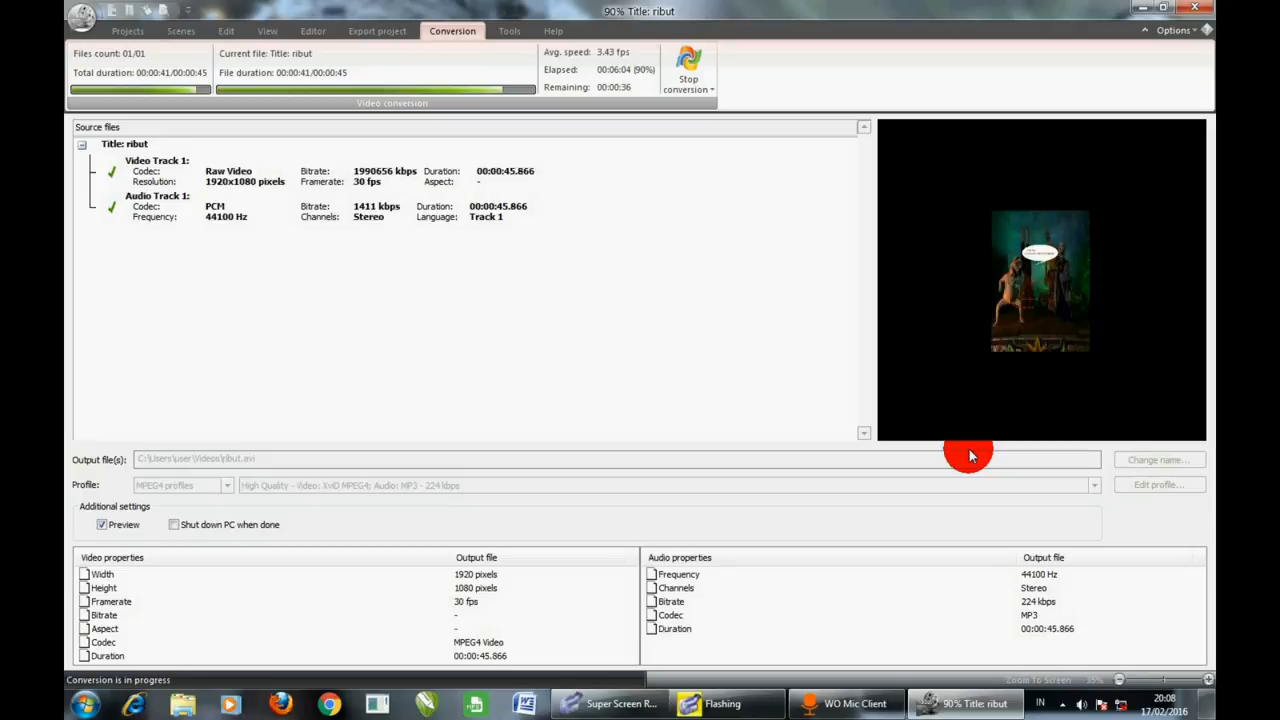 90% Title: ribut
Projects Scenes Edit View Editor Export project Conversion Tools Help Options
Files count: 01/01
Total duration: 00:00:41/00:00:45
Current file: Title: ribut
File duration: 00:00:41/00:00:45
Avg. speed: 3.43 fps
Elapsed: 00:06:04 (90%)
Remaining: 00:00:36
Stop
conversion
Video conversion
Source files
Title: ribut
Video Track 1:
Codec: Raw Video Bitrate: 1990656 kbps Duration: 00:00:45.866
Resolution: 1920x1080 pixels Framerate: 30 fps Aspect: -
Audio Track 1:
Codec: PCM Bitrate: 1411 kbps Duration: 00:00:45.866
Frequency: 44100 Hz Channels: Stereo Language: Track 1
Output file(s): C:\Users\user\Videos\ribut.avi Change name...
Profile: MPEG4 profiles High Quality - Video: XviD MPEG4; Audio: MP3 - 224 kbps Edit profile...
Additional settings
Preview Shut down PC when done
Video properties Output file
Width 1920 pixels
Height 1080 pixels
Framerate 30 fps
Bitrate -
Aspect -
Codec MPEG4 Video
Duration 00:00:45.866
Audio properties Output file
Frequency 44100 Hz
Channels Stereo
Bitrate 224 kbps
Codec MP3
Duration 00:00:45.866
Conversion is in progress
Zoom To Screen 35%
Super Screen R... Flashing WO Mic Client 90% Title: ribut IN 20:08
17/02/2016